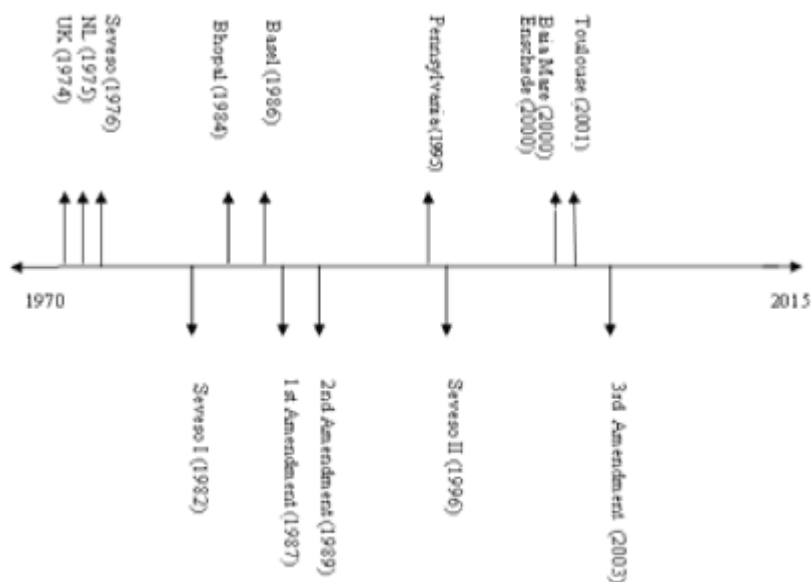 UK (1974)
NL (1975)
Seveso (1976)
Bhopal (1984)
Basel (1986)
Pennsylvania (1995)
Enschede (2000)
Baia Mare (2000)
Toulouse (2001)
1970
2015
Seveso I (1982)
1st Amendment (1987)
2nd Amendment (1989)
Seveso II (1996)
3rd Amendment (2003)